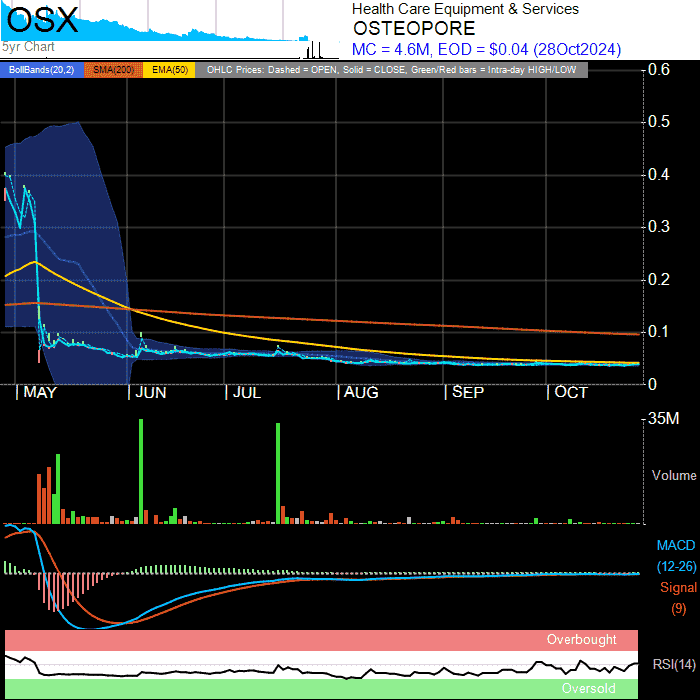 OSX
5yr Chart
Health Care Equipment & Services
OSTEOPORE
MC = 4.6M, EOD = $0.04 (28Oct2024)
BollBands(20,2) SMA(200) EMA(50) OHLC Prices: Dashed = OPEN, Solid = CLOSE, Green/Red bars = Intra-day HIGH/LOW
0.6
0.5
0.4
0.3
0.2
0.1
0
MAY JUN JUL AUG SEP OCT
35M
Volume
MACD
(12-26)
Signal
(9)
Overbought
RSI(14)
Oversold